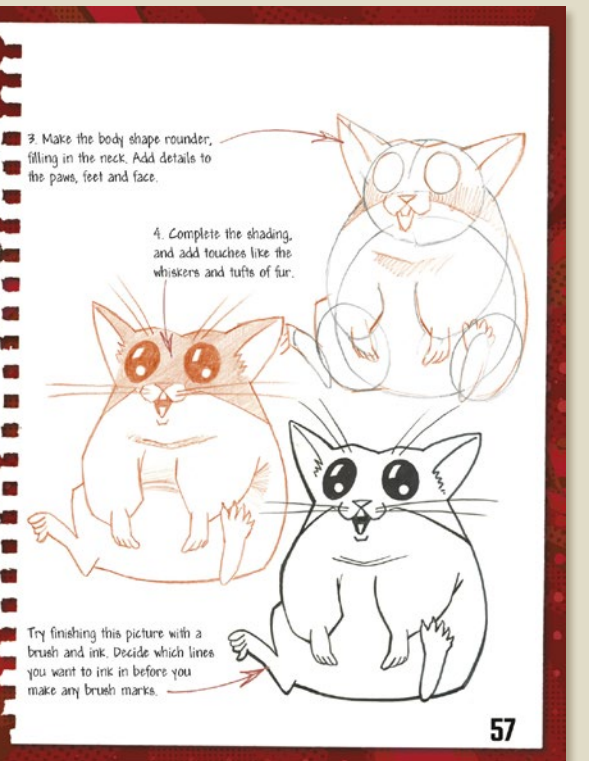 3. Make the body shape rounder,
filling in the neck. Add details to
the paws, feet and face.
4. Complete the shading,
and add touches like the
whiskers and tufts of fur.
Try finishing this picture with a
brush and ink. Decide which lines
you want to ink in before you
make any brush marks.
57